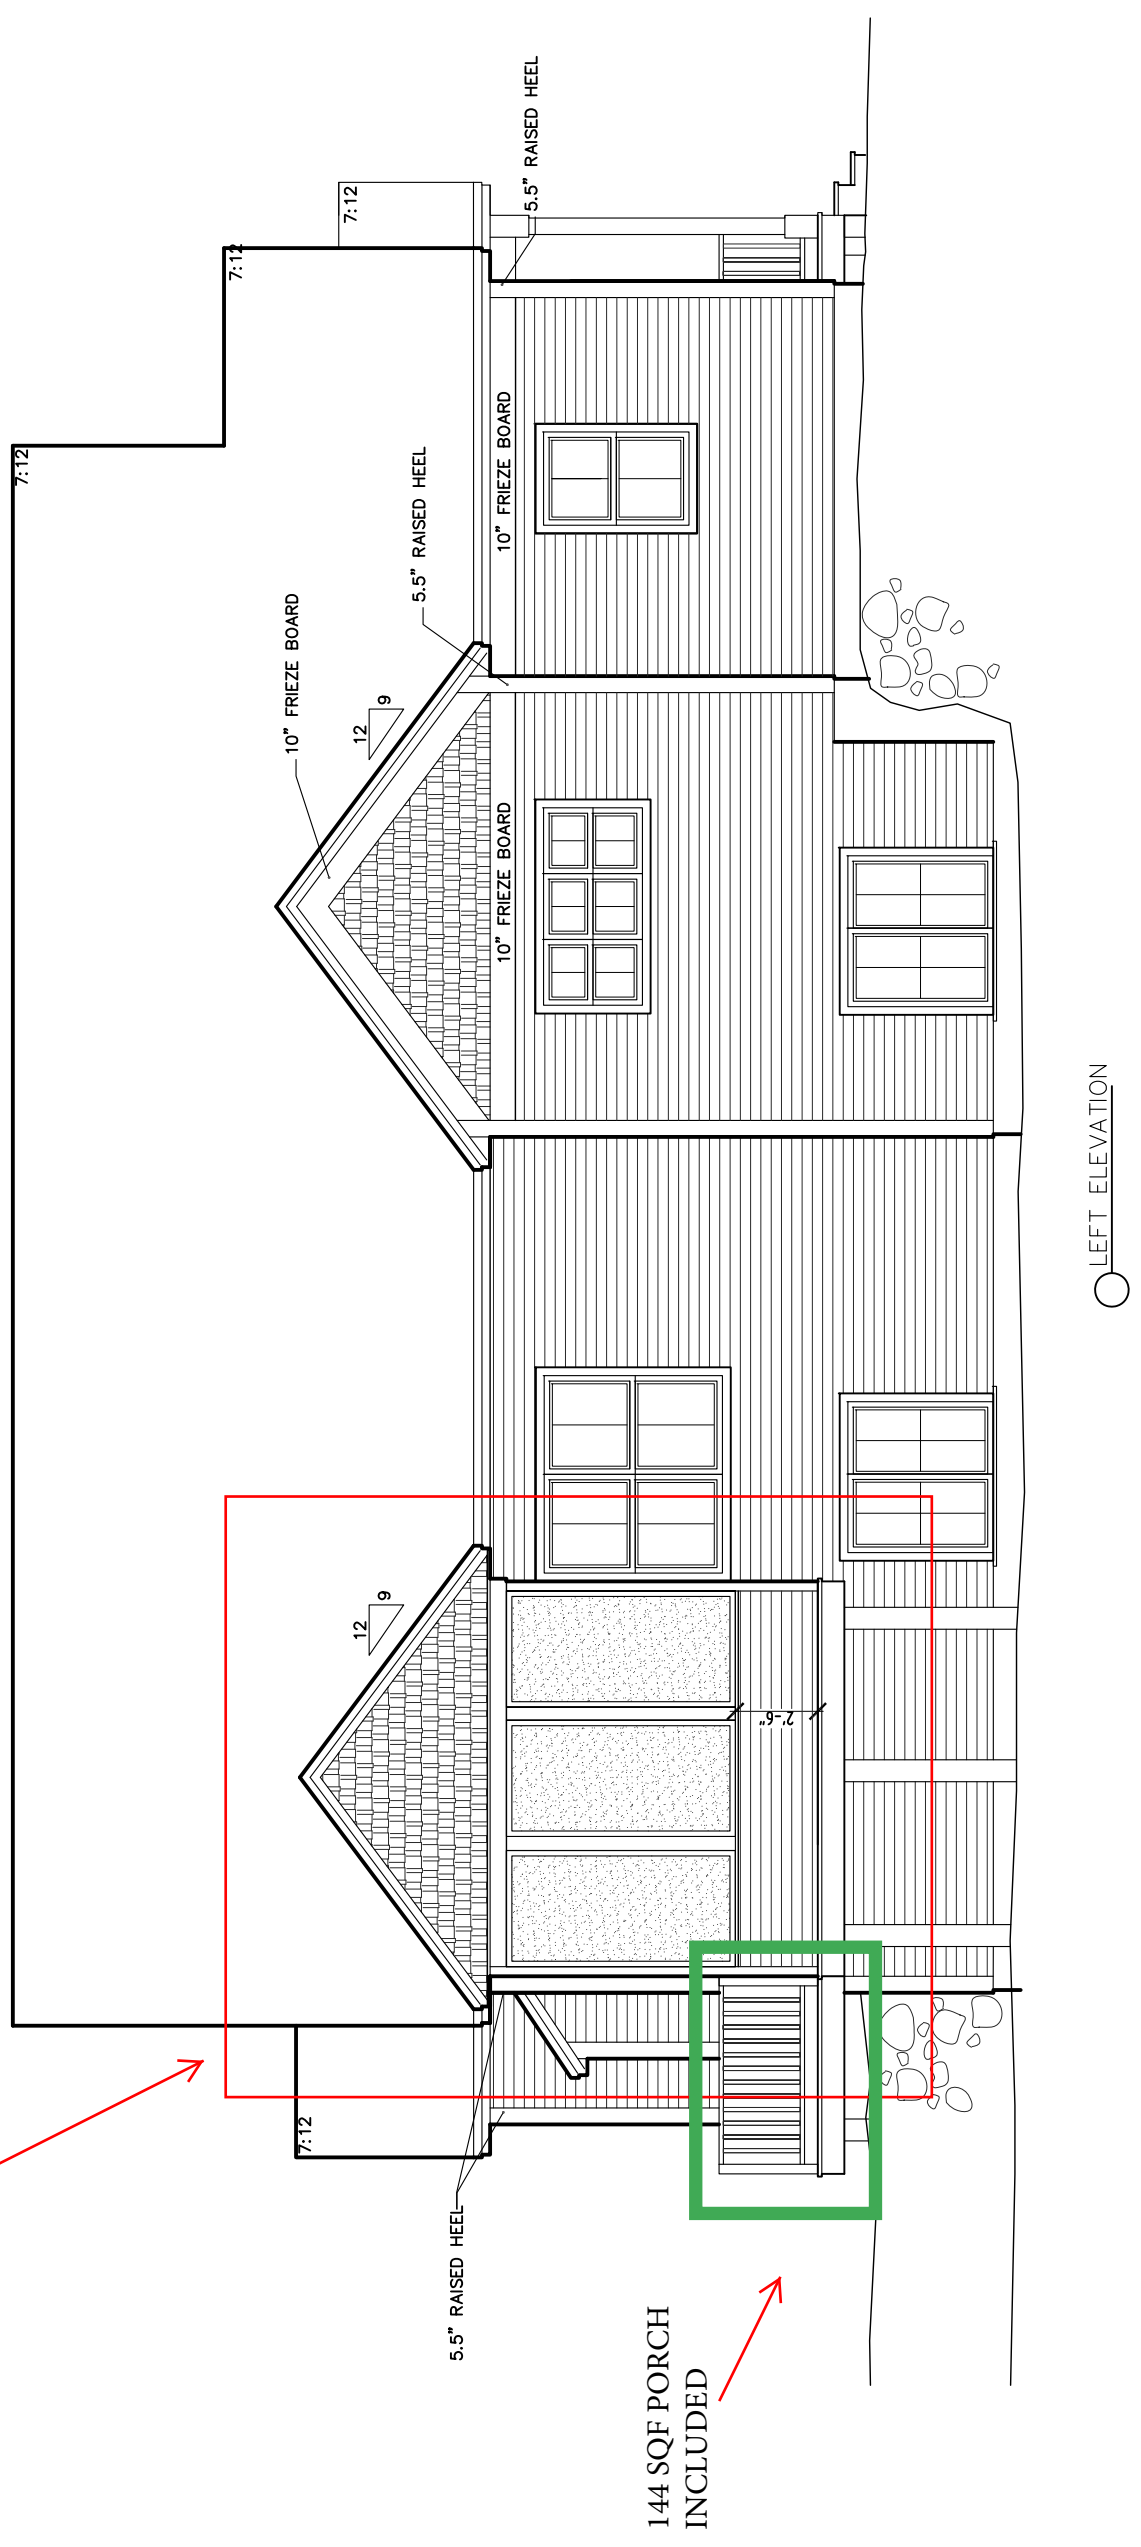 7:12
7:12
7:12
5.5" RAISED HEEL
10" FRIEZE BOARD
5.5" RAISED HEEL
10" FRIEZE BOARD
12
9
10" FRIEZE BOARD
12
9
2'-6"
7:12
5.5" RAISED HEEL
144 SQF PORCH
INCLUDED
LEFT ELEVATION